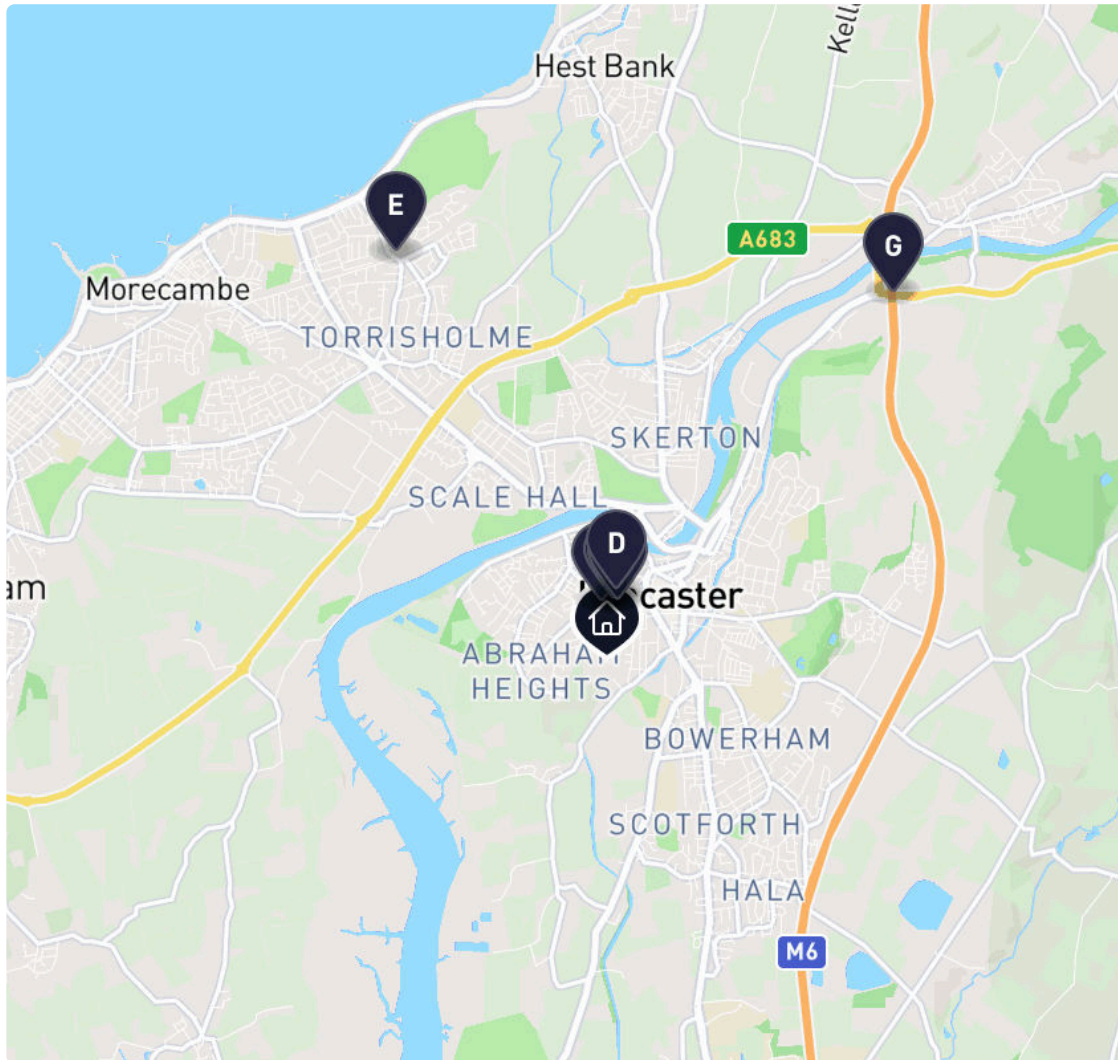 Kell
Hest Bank
E
A683
G
Morecambe
TORRISHOLME
SKERTON
SCALE HALL
D
caster
am
ABRAHAM
HEIGHTS
BOWERHAM
SCOTFORTH
HALA
M6